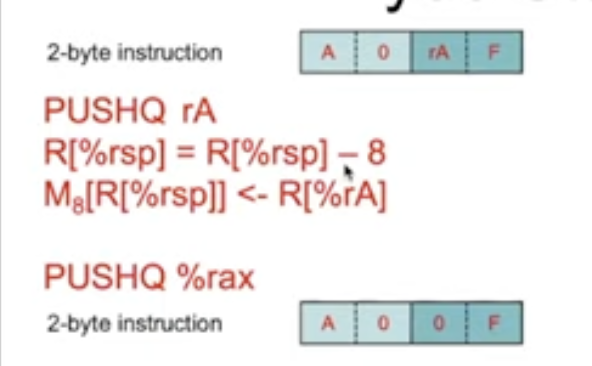 2-byte instruction A 0 rA F
PUSHQ rA
R[%rsp] = R[%rsp] – 8
M₈[R[%rsp]] <- R[%rA]
PUSHQ %rax
2-byte instruction A 0 0 F